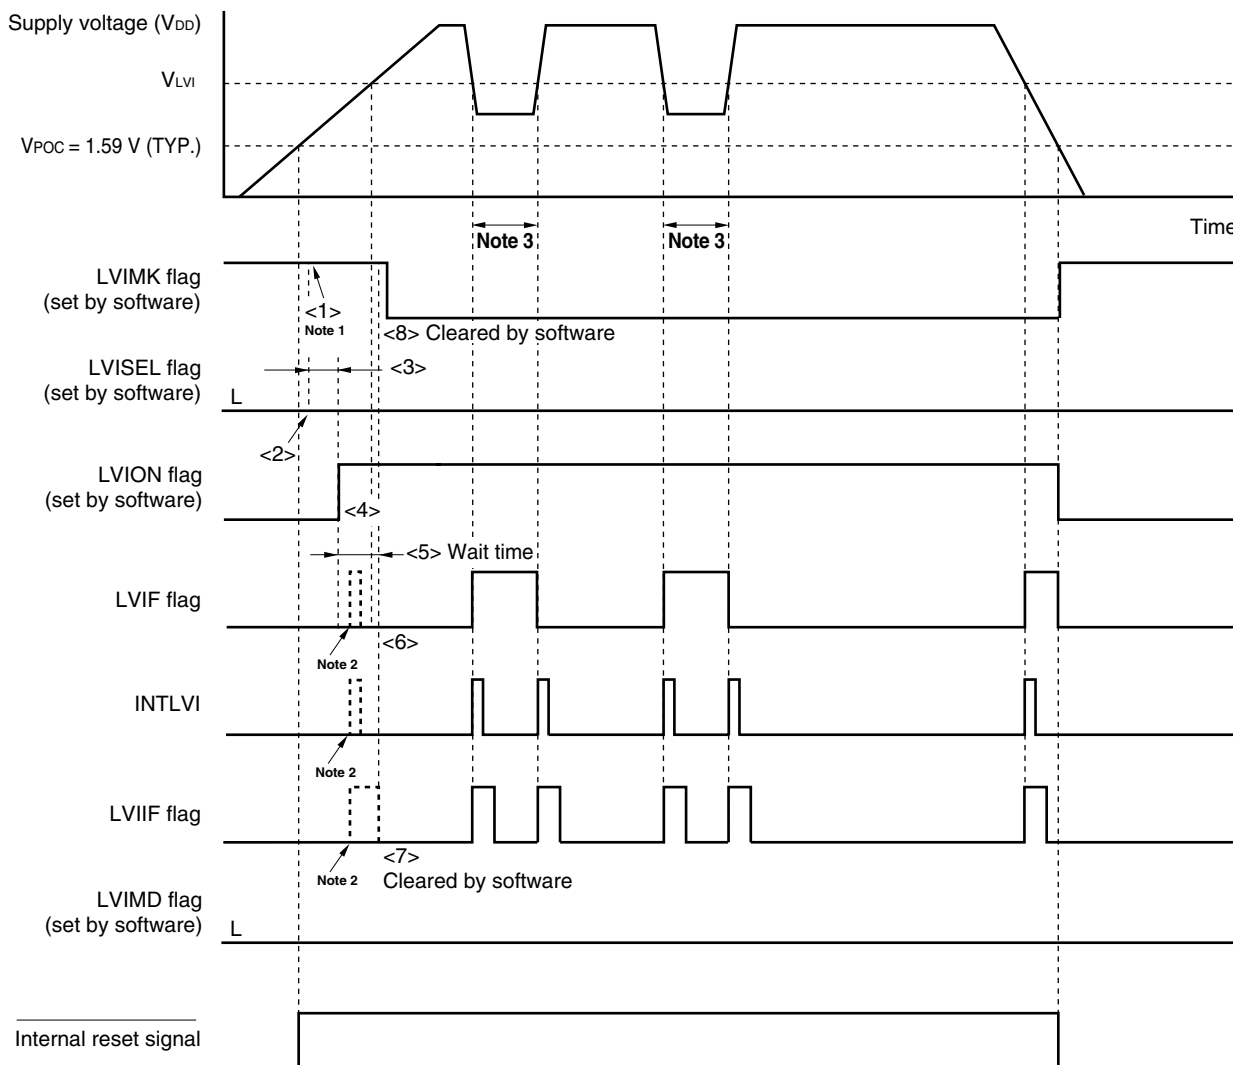 Supply voltage (VDD)
VLVI
VPOC = 1.59 V (TYP.)
Time
Note 3 Note 3
LVIMK flag
(set by software)
<1>
Note 1
<8> Cleared by software
LVISEL flag
(set by software)
L
<3>
<2>
LVION flag
(set by software)
<4>
<5> Wait time
LVIF flag
<6>
Note 2
INTLVI
Note 2
LVIIF flag
<7>
Cleared by software
Note 2
LVIMD flag
(set by software)
L
Internal reset signal